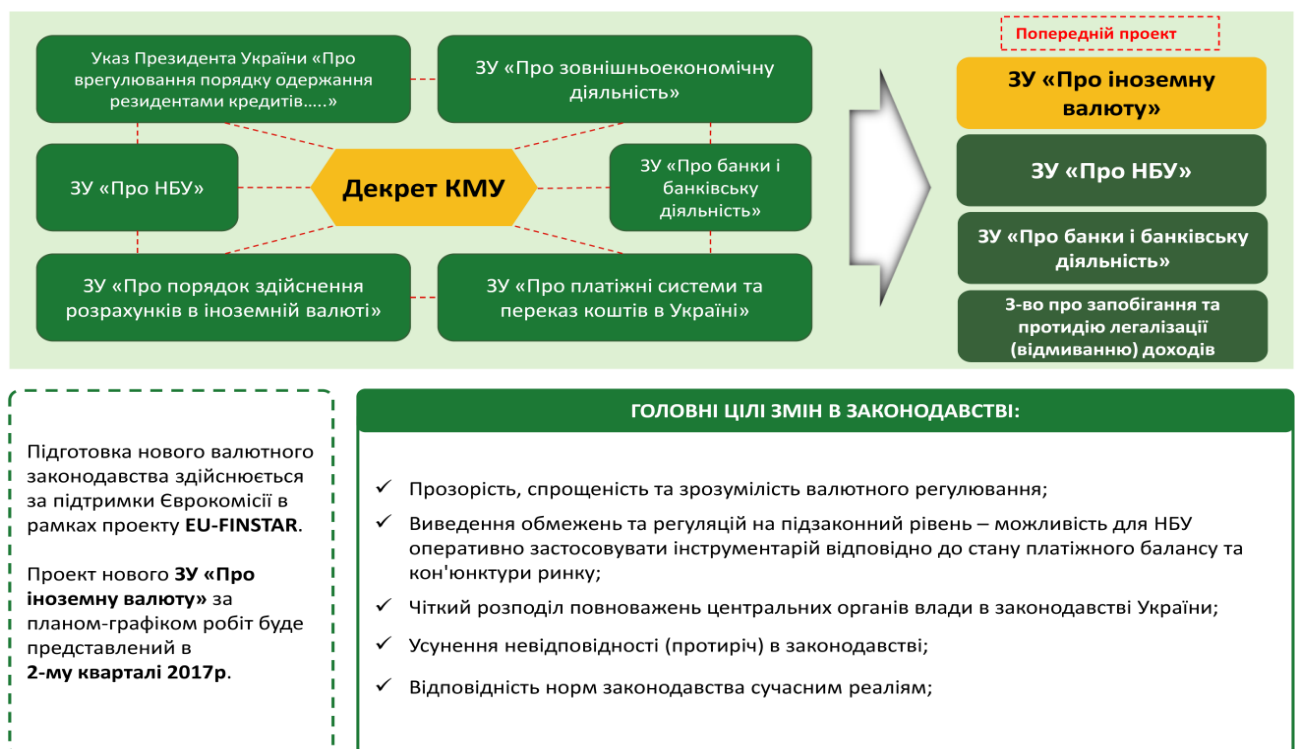 Попередній проект
Указ Президента України «Про
врегулювання порядку одержання
резидентами кредитів…..»
ЗУ «Про зовнішньоекономічну
діяльність»
ЗУ «Про НБУ»
Декрет КМУ
ЗУ «Про банки і
банківську
діяльність»
ЗУ «Про порядок здійснення
розрахунків в іноземній валюті»
ЗУ «Про платіжні системи та
переказ коштів в Україні»
ЗУ «Про іноземну
валюту»
ЗУ «Про НБУ»
ЗУ «Про банки і банківську
діяльність»
З-во про запобігання та
протидію легалізації
(відмиванню) доходів
Підготовка нового валютного
законодавства здійснюється
за підтримки Єврокомісії в
рамках проекту EU-FINSTAR.
Проект нового ЗУ «Про
іноземну валюту» за
планом-графіком робіт буде
представлений в
2-му кварталі 2017р.
ГОЛОВНІ ЦІЛІ ЗМІН В ЗАКОНОДАВСТВІ:
✓ Прозорість, спрощеність та зрозумілість валютного регулювання;
✓ Виведення обмежень та регуляцій на підзаконний рівень – можливість для НБУ
оперативно застосовувати інструментарій відповідно до стану платіжного балансу та
кон'юнктури ринку;
✓ Чіткий розподіл повноважень центральних органів влади в законодавстві України;
✓ Усунення невідповідності (протиріч) в законодавстві;
✓ Відповідність норм законодавства сучасним реаліям;